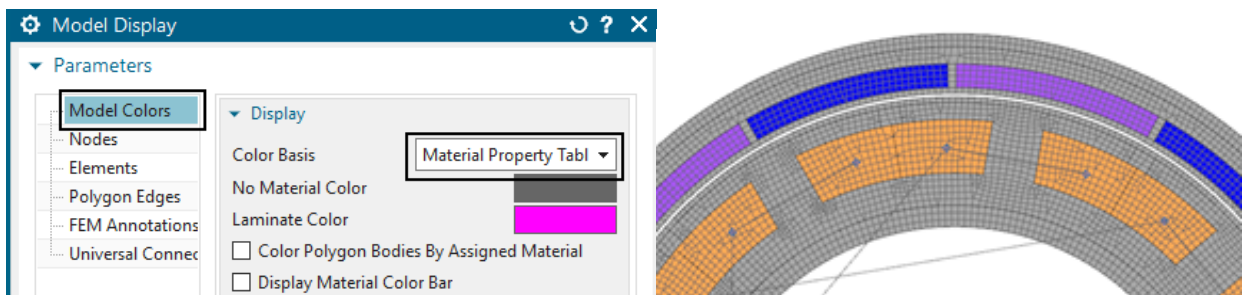 Model Display
Parameters
Model Colors
Nodes
Elements
Polygon Edges
FEM Annotations
Universal Connec
Display
Color Basis
Material Property Tabl
No Material Color
Laminate Color
Color Polygon Bodies By Assigned Material
Display Material Color Bar